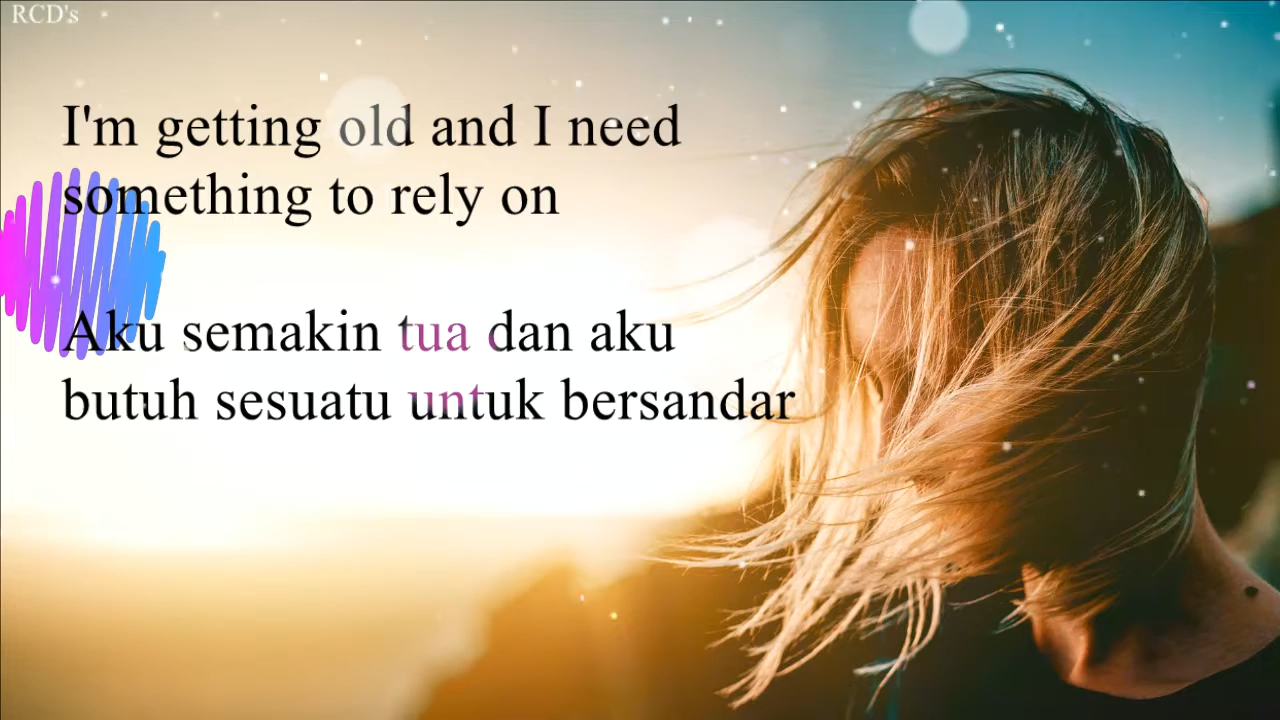 RCD's
I'm getting old and I need
something to rely on
Aku semakin tua dan aku
butuh sesuatu untuk bersandar